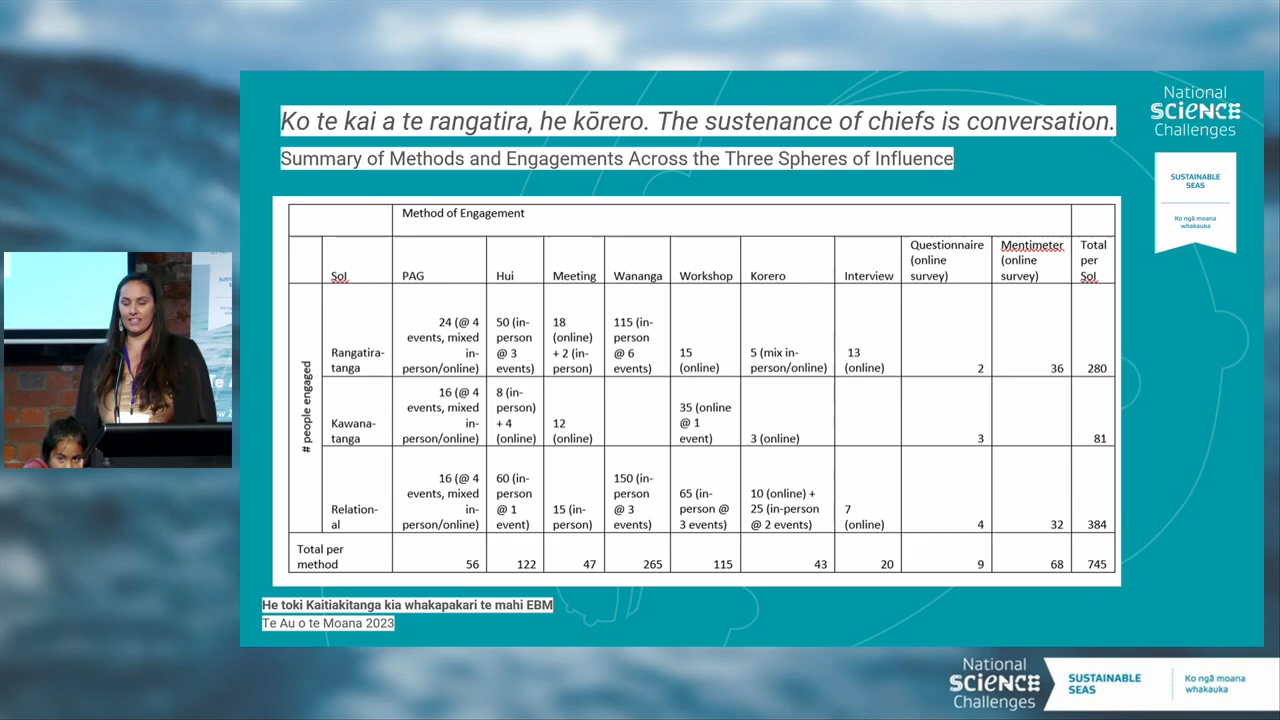 Ko te kai a te rangatira, he kōrero. The sustenance of chiefs is conversation.
Summary of Methods and Engagements Across the Three Spheres of Influence
National
SCIENCE
Challenges
SUSTAINABLE
SEAS
Ko ngā moana
whakauka
Method of Engagement
# people engaged
SoI
PAG
Hui
Meeting
Wananga
Workshop
Korero
Interview
Questionnaire
(online
survey)
Mentimeter
(online
survey)
Total
per
SoI
Rangatira-
tanga
24 (@ 4
events, mixed
in-
person/online)
50 (in-
person
@ 3
events)
18
(online)
+ 2 (in-
person)
115 (in-
person
@ 6
events)
15
(online)
5 (mix in-
person/online)
13
(online)
2
36
280
Kawana-
tanga
16 (@ 4
events, mixed
in-
person/online)
8 (in-
person)
+ 4
(online)
12
(online)
35 (online
@ 1
event)
3 (online)
3
81
Relation-
al
16 (@ 4
events, mixed
in-
person/online)
60 (in-
person
@ 1
event)
15 (in-
person)
150 (in-
person
@ 3
events)
65 (in-
person @
3 events)
10 (online) +
25 (in-person
@ 2 events)
7
(online)
4
32
384
Total per
method
56
122
47
265
115
43
20
9
68
745
He toki Kaitiakitanga kia whakapakari te mahi EBM
Te Au o te Moana 2023
National
SCIENCE
Challenges
SUSTAINABLE
SEAS
Ko ngā moana
whakauka